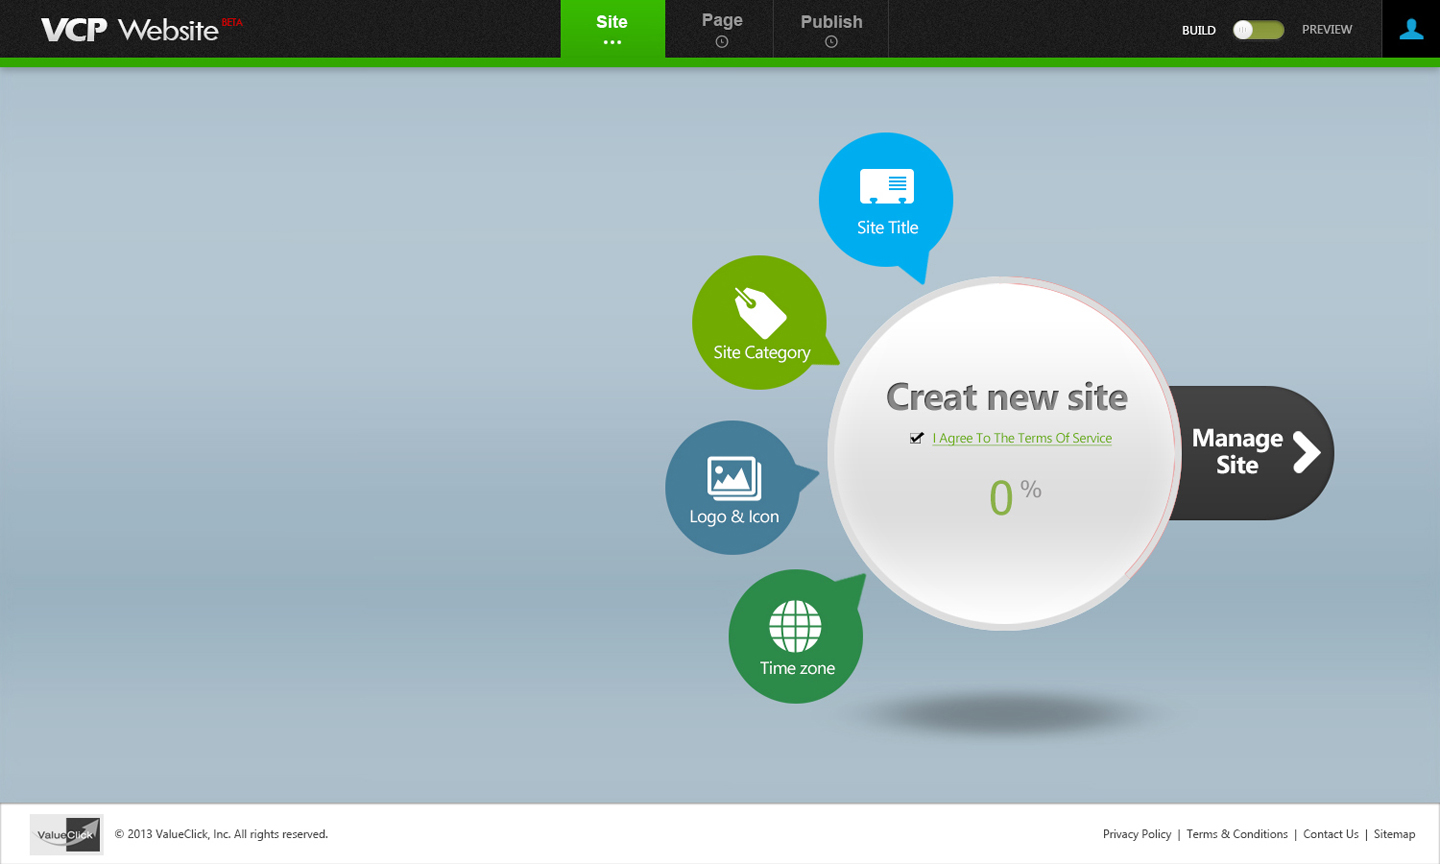 VCP Website BETA
Site
Page
Publish
BUILD
PREVIEW
Site Title
Site Category
Creat new site
I Agree To The Terms Of Service
0 %
Manage
Site
Logo & Icon
Time zone
ValueClick
© 2013 ValueClick, Inc. All rights reserved.
Privacy Policy | Terms & Conditions | Contact Us | Sitemap